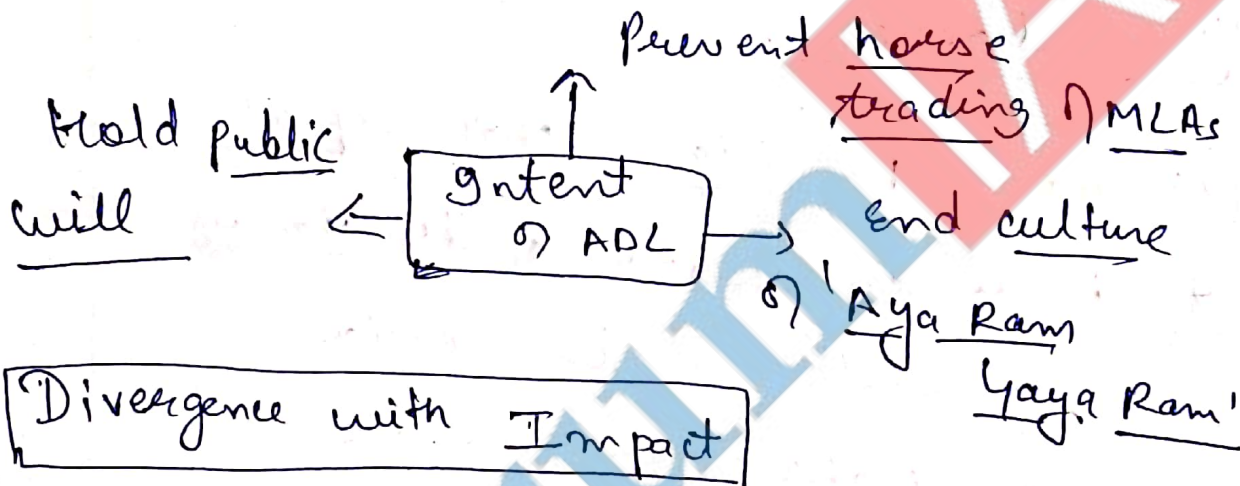 Prevent horse
trading of MLAs
Hold public
will
Intent
of ADL
end culture
of 'Aya Ram
Gaya Ram'
Divergence with Impact